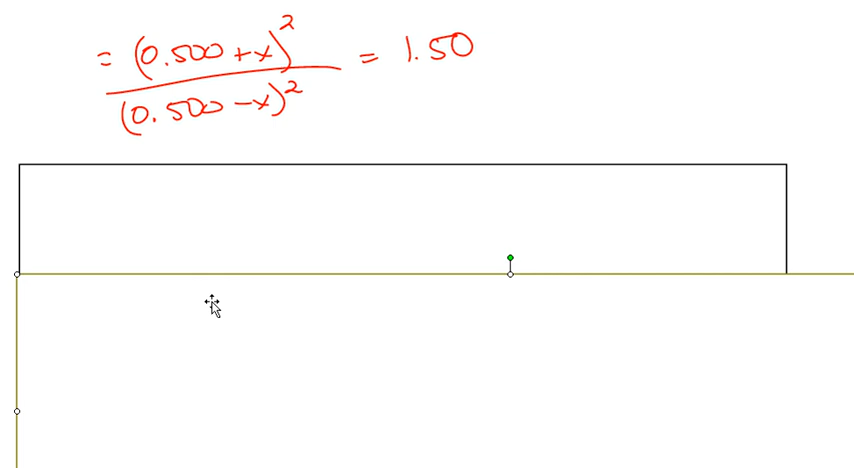 = (0.500 + x)² = 1.50
(0.500 - x)²